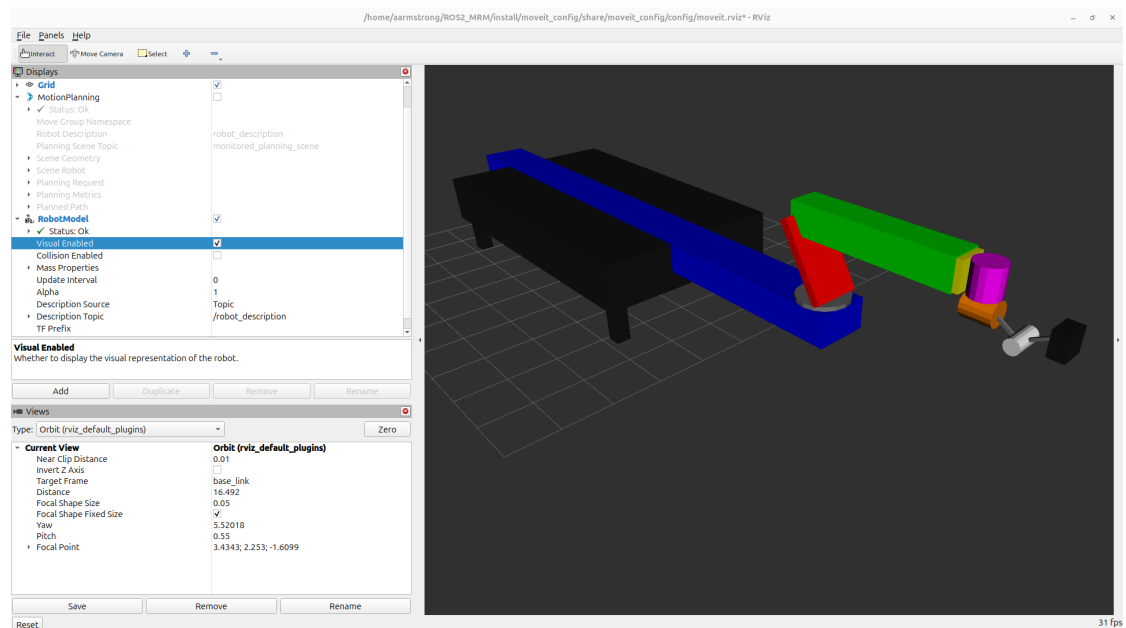 /home/aarmstrong/ROS2_MRM/install/moveit_config/share/moveit_config/config/moveit.rviz* - RViz
File Panels Help
Interact Move Camera Select
Displays
Grid
MotionPlanning
Status: Ok
Move Group Namespace
Robot Description robot_description
Planning Scene Topic monitored_planning_scene
Scene Geometry
Scene Robot
Planning Request
Planning Metrics
Planned Path
RobotModel
Status: Ok
Visual Enabled
Collision Enabled
Mass Properties
Update Interval 0
Alpha 1
Description Source Topic
Description Topic /robot_description
TF Prefix
Visual Enabled
Whether to display the visual representation of the robot.
Add Duplicate Remove Rename
Views
Type: Orbit (rviz_default_plugins) Zero
Current View Orbit (rviz_default_plugins)
Near Clip Distance 0.01
Invert Z Axis
Target Frame base_link
Distance 16.492
Focal Shape Size 0.05
Focal Shape Fixed Size
Yaw 5.52018
Pitch 0.55
Focal Point 3.4343; 2.253; -1.6099
Save Remove Rename
Reset 31 fps